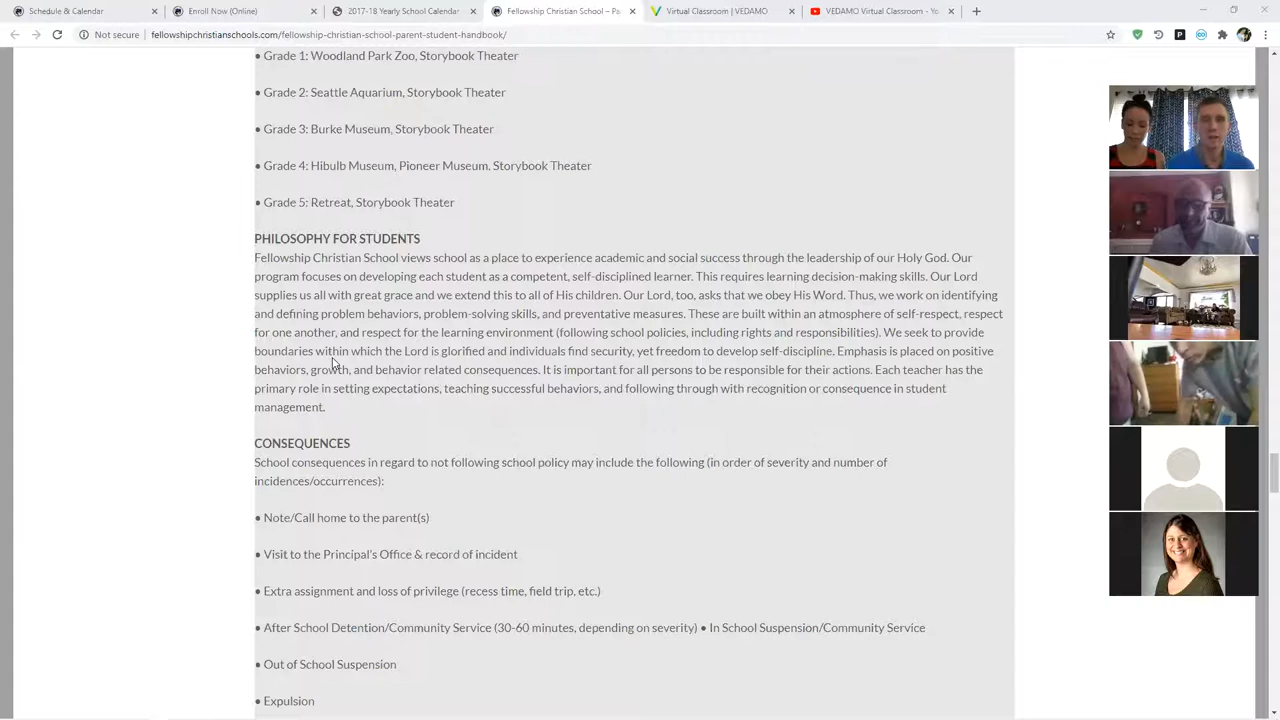 Schedule & Calendar
Enroll Now (Online)
2017-18 Yearly School Calendar
Fellowship Christian School – Pa
Virtual Classroom | VEDAMO
VEDAMO Virtual Classroom - Yo
Not secure
fellowshipchristianschools.com/fellowship-christian-school-parent-student-handbook/
• Grade 1: Woodland Park Zoo, Storybook Theater
• Grade 2: Seattle Aquarium, Storybook Theater
• Grade 3: Burke Museum, Storybook Theater
• Grade 4: Hibulb Museum, Pioneer Museum, Storybook Theater
• Grade 5: Retreat, Storybook Theater
PHILOSOPHY FOR STUDENTS
Fellowship Christian School views school as a place to experience academic and social success through the leadership of our Holy God. Our
program focuses on developing each student as a competent, self-disciplined learner. This requires learning decision-making skills. Our Lord
supplies us all with great grace and we extend this to all of His children. Our Lord, too, asks that we obey His Word. Thus, we work on identifying
and defining problem behaviors, problem-solving skills, and preventative measures. These are built within an atmosphere of self-respect, respect
for one another, and respect for the learning environment (following school policies, including rights and responsibilities). We seek to provide
boundaries within which the Lord is glorified and individuals find security, yet freedom to develop self-discipline. Emphasis is placed on positive
behaviors, growth, and behavior related consequences. It is important for all persons to be responsible for their actions. Each teacher has the
primary role in setting expectations, teaching successful behaviors, and following through with recognition or consequence in student
management.
CONSEQUENCES
School consequences in regard to not following school policy may include the following (in order of severity and number of
incidences/occurrences):
• Note/Call home to the parent(s)
• Visit to the Principal's Office & record of incident
• Extra assignment and loss of privilege (recess time, field trip, etc.)
• After School Detention/Community Service (30-60 minutes, depending on severity) • In School Suspension/Community Service
• Out of School Suspension
• Expulsion